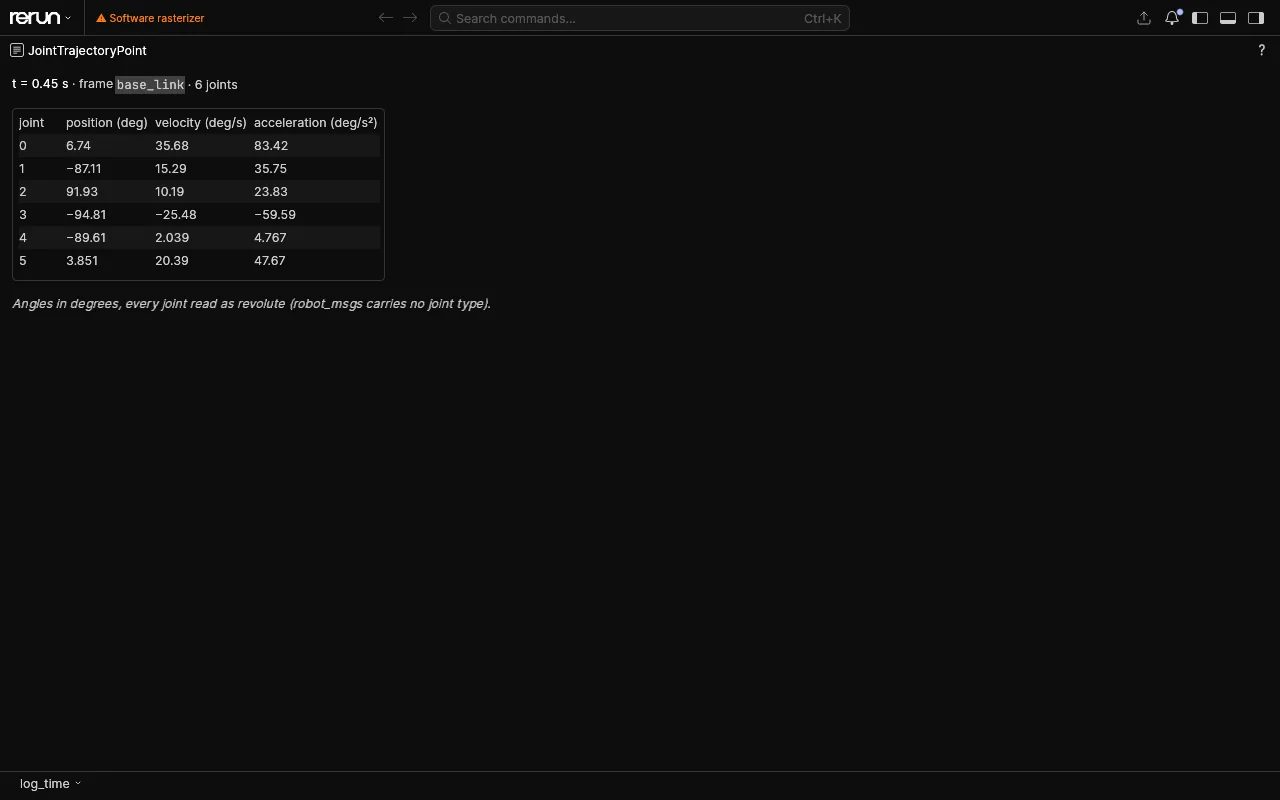 rerun
Software rasterizer
Search commands... Ctrl+K
JointTrajectoryPoint ?
t = 0.45 s · frame base_link · 6 joints
joint position (deg) velocity (deg/s) acceleration (deg/s²)
0 6.74 35.68 83.42
1 −87.11 15.29 35.75
2 91.93 10.19 23.83
3 −94.81 −25.48 −59.59
4 −89.61 2.039 4.767
5 3.851 20.39 47.67
Angles in degrees, every joint read as revolute (robot_msgs carries no joint type).
log_time